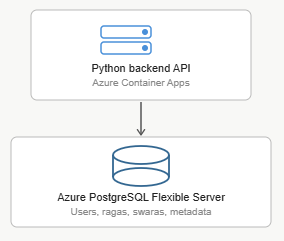 Python backend API
Azure Container Apps
Azure PostgreSQL Flexible Server
Users, ragas, swaras, metadata